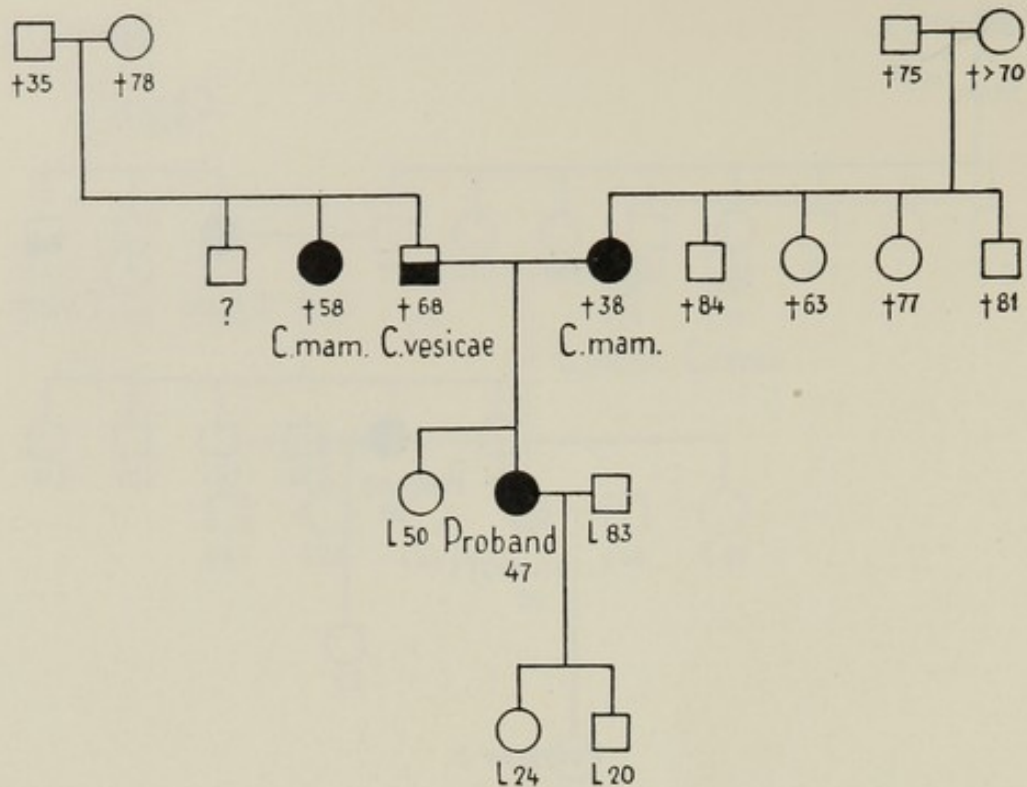 †35 †78 †75 †>70
? †58 †68 †38 †84 †63 †77 †81
C.mam. C.vesicae C.mam.
L50 Proband L83
47
L24 L20